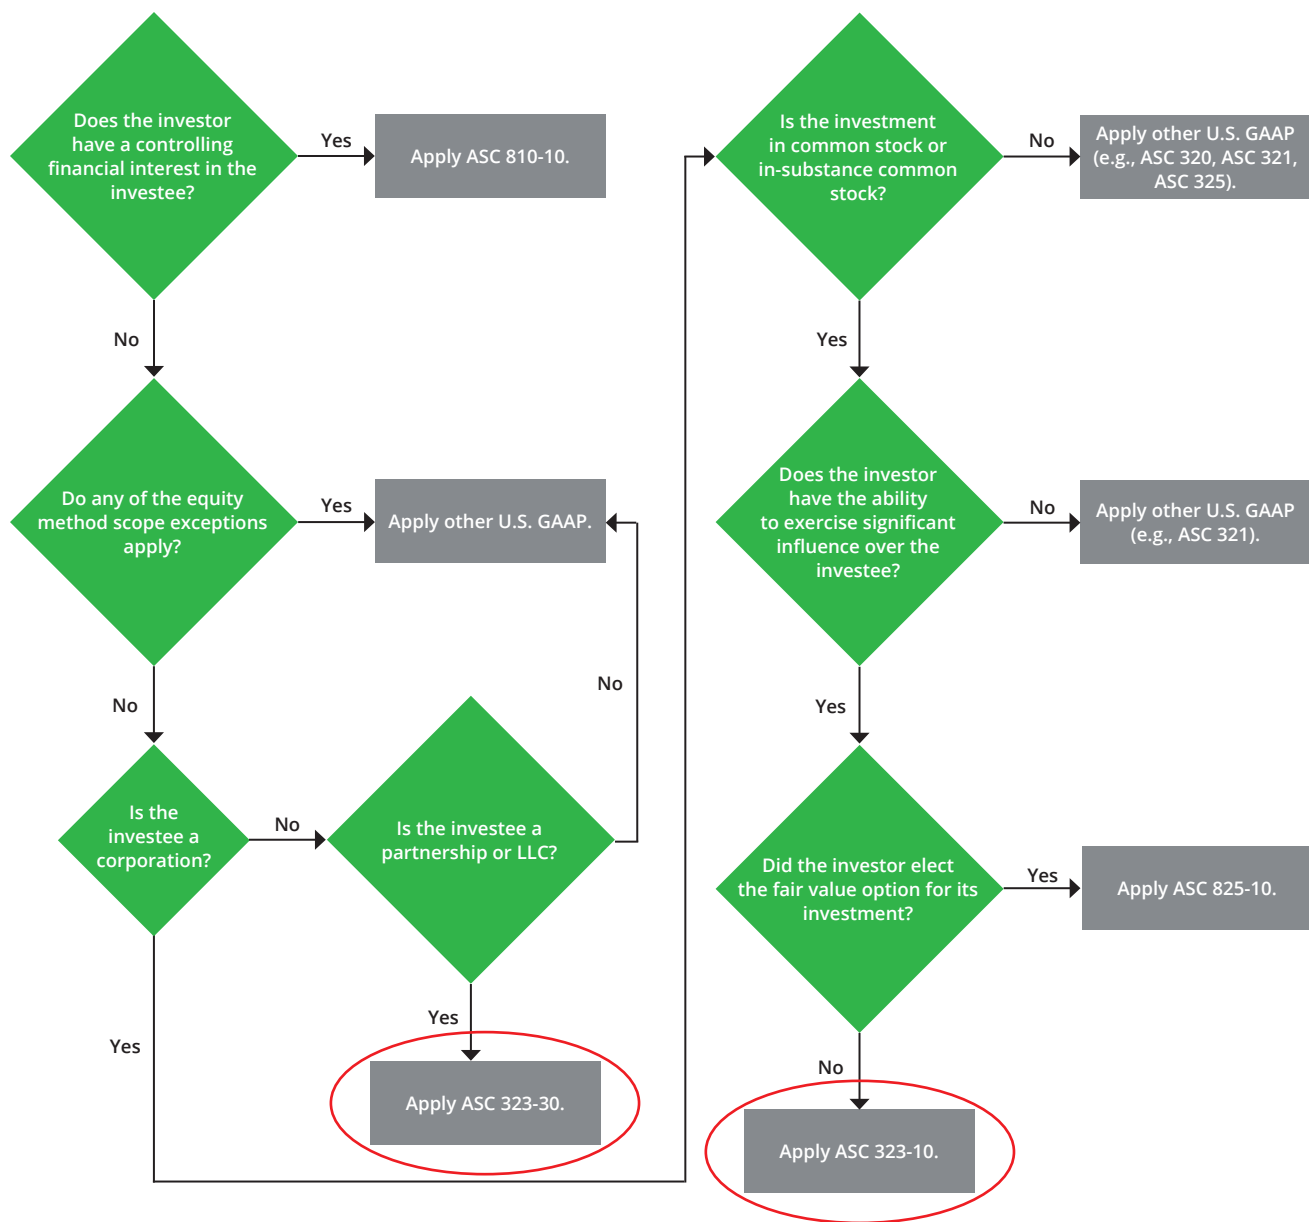 Does the investor
have a controlling
financial interest in the
investee?
Yes
Apply ASC 810-10.
No
Do any of the equity
method scope exceptions
apply?
Yes
Apply other U.S. GAAP.
No
No
Is the
investee a
corporation?
No
Is the investee a
partnership or LLC?
Yes
Yes
Apply ASC 323-30.
Is the investment
in common stock or
in-substance common
stock?
No
Apply other U.S. GAAP
(e.g., ASC 320, ASC 321,
ASC 325).
Yes
Does the investor
have the ability
to exercise significant
influence over the
investee?
No
Apply other U.S. GAAP
(e.g., ASC 321).
Yes
Did the investor elect
the fair value option for its
investment?
Yes
Apply ASC 825-10.
No
Apply ASC 323-10.